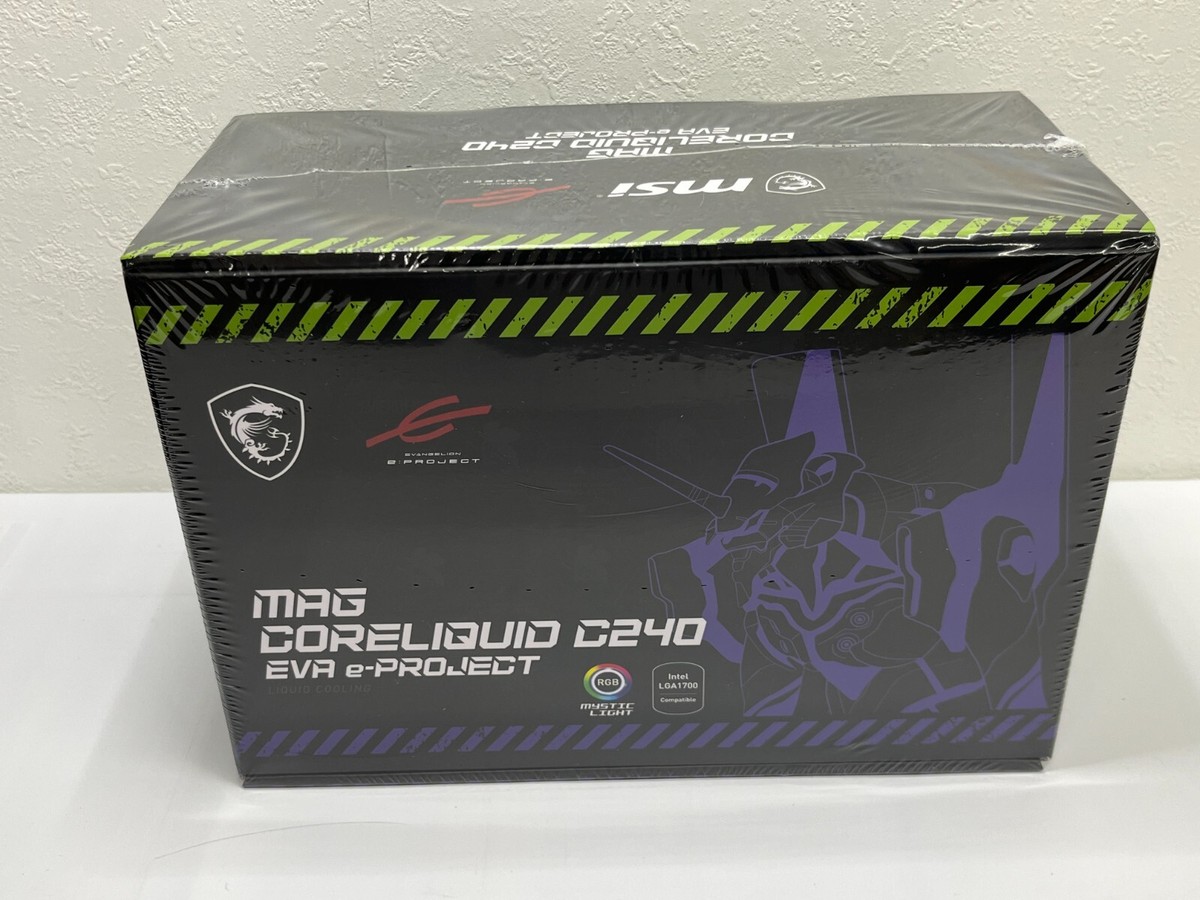 MAG
CORELIQUID C240
EVA e-PROJECT
msi
e:PROJECT
EVANGELION
e:PROJECT
MAG
CORELIQUID C240
EVA e-PROJECT
LIQUID COOLING
RGB
MYSTIC
LIGHT
Intel
LGA1700
Compatible